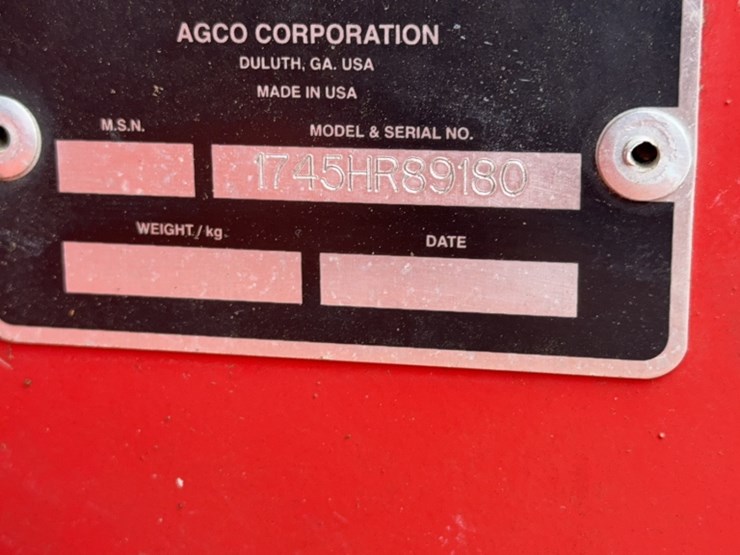 AGCO CORPORATION
DULUTH, GA. USA
MADE IN USA
M.S.N.
MODEL & SERIAL NO.
1745HR89180
WEIGHT / kg.
DATE